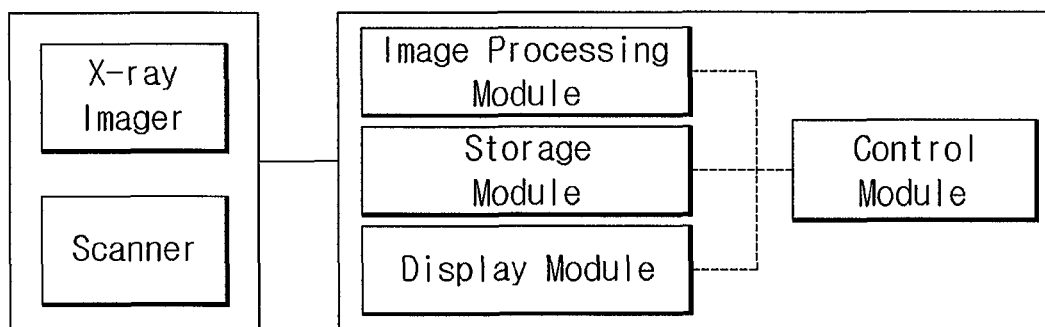 X-ray
Imager
Scanner
Image Processing
Module
Storage
Module
Display Module
Control
Module